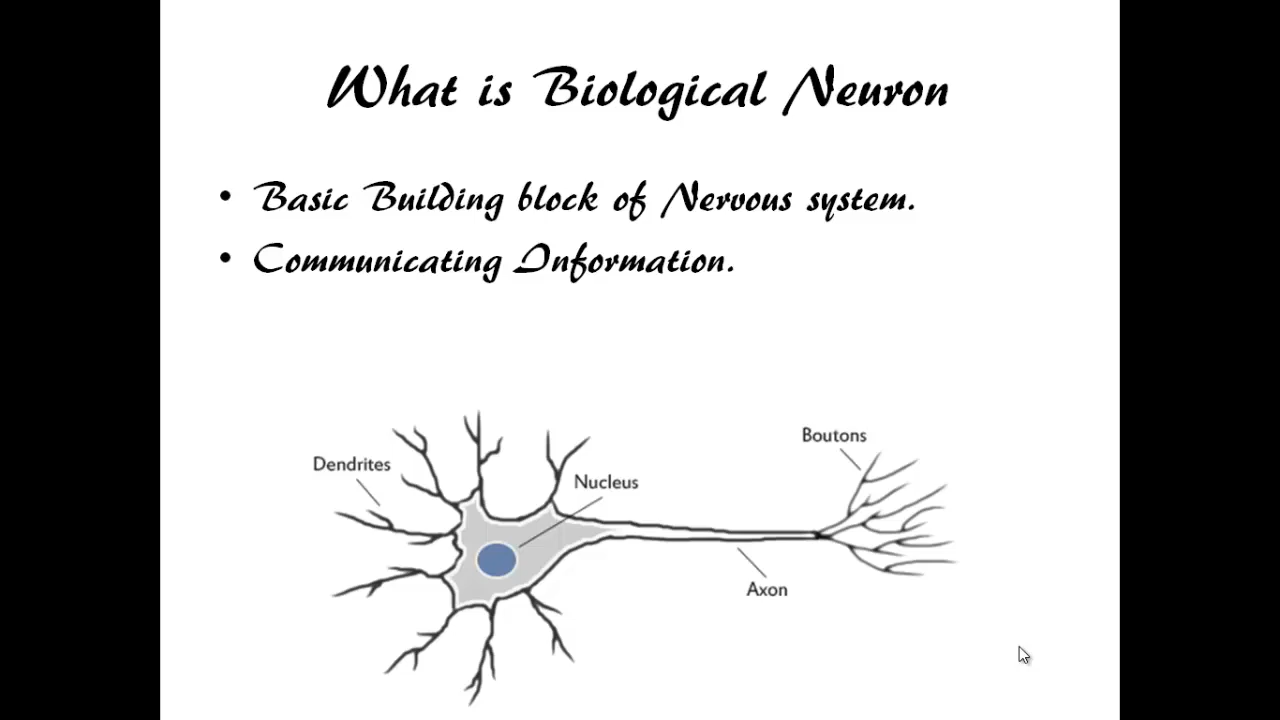 What is Biological Neuron
• Basic Building block of Nervous system.
• Communicating Information.
Boutons
Dendrites
Nucleus
Axon